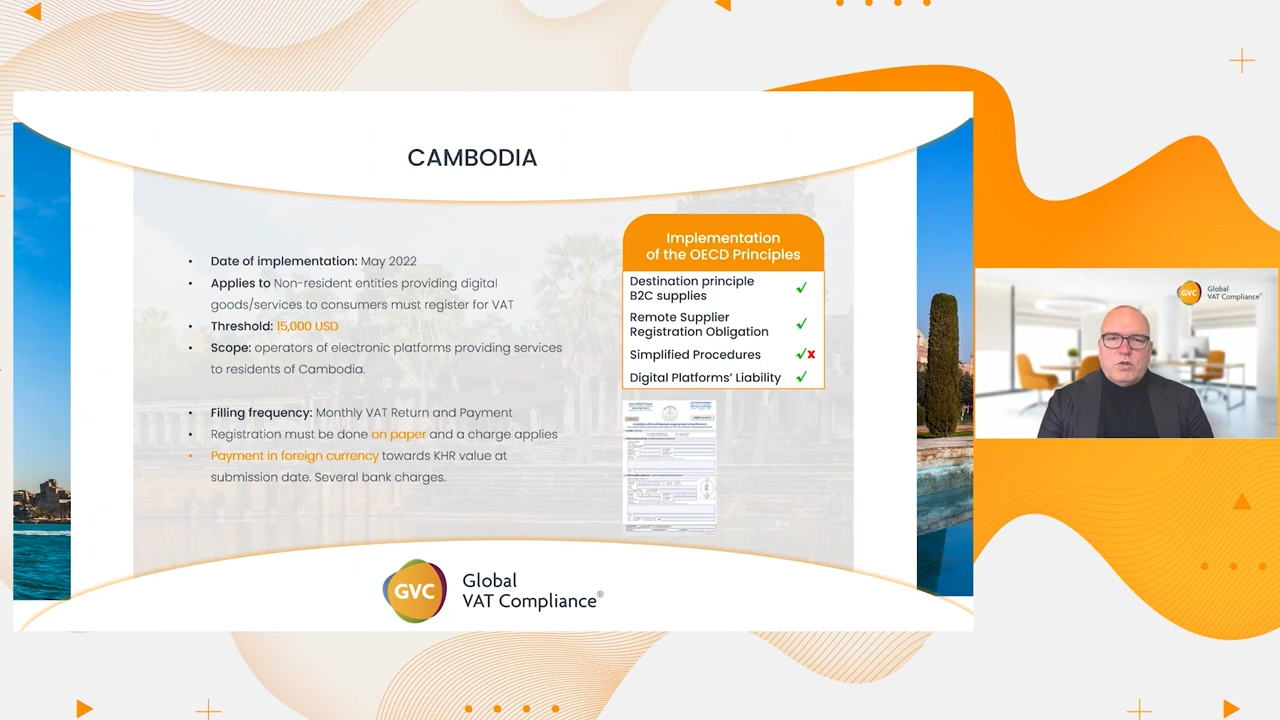 CAMBODIA
• Date of implementation: May 2022
• Applies to Non-resident entities providing digital
goods/services to consumers must register for VAT
• Threshold: 15,000 USD
• Scope: operators of electronic platforms providing services
to residents of Cambodia.
• Filling frequency: Monthly VAT Return and Payment
• Registration must be done on paper and a charge applies
• Payment in foreign currency towards KHR value at
submission date. Several bank charges.
Implementation
of the OECD Principles
Destination principle
B2C supplies ✓
Remote Supplier
Registration Obligation ✓
Simplified Procedures ✓x
Digital Platforms' Liability ✓
GVC Global
VAT Compliance®
GVC Global
VAT Compliance®